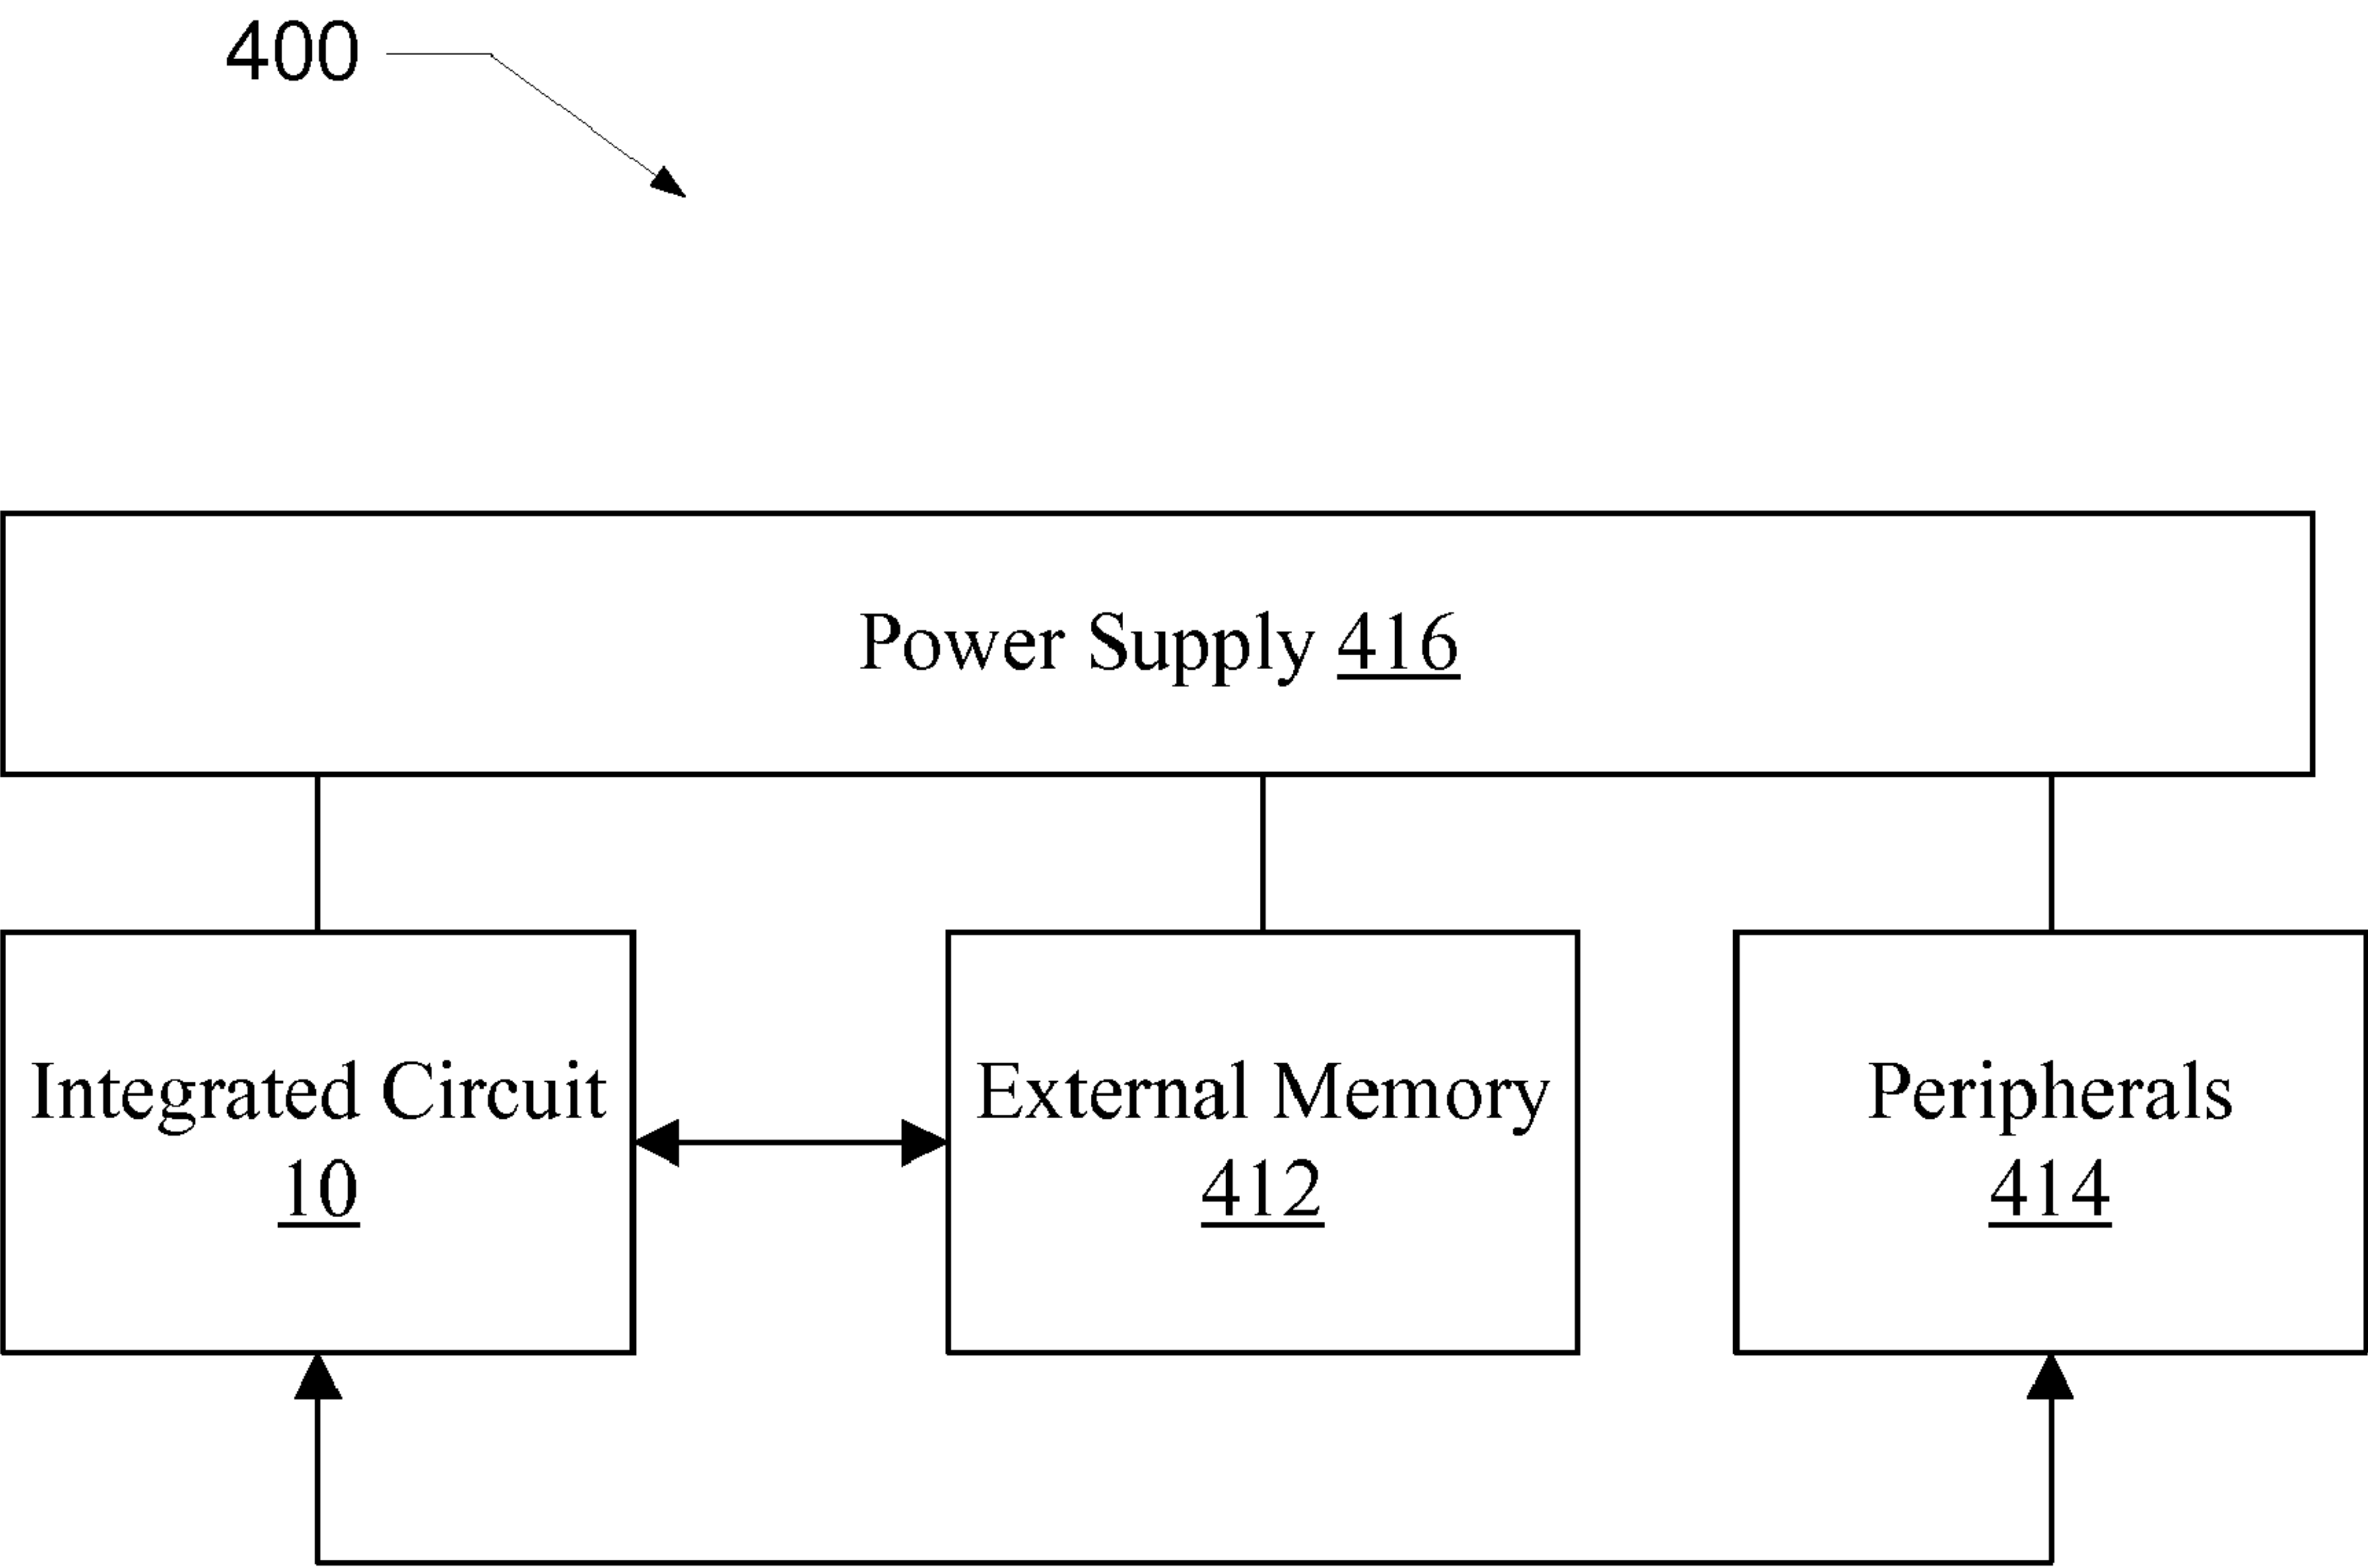 400
Power Supply 416
Integrated Circuit
10
External Memory
412
Peripherals
414